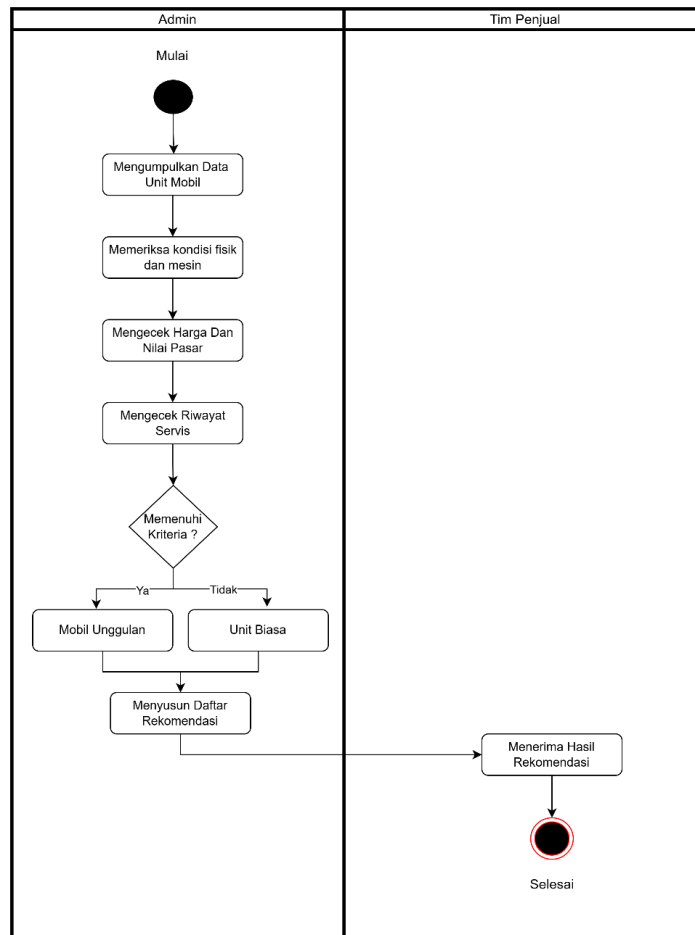 Admin
Tim Penjual
Mulai
Mengumpulkan Data
Unit Mobil
Memeriksa kondisi fisik
dan mesin
Mengecek Harga Dan
Nilai Pasar
Mengecek Riwayat
Servis
Memenuhi
Kriteria ?
Ya
Tidak
Mobil Unggulan
Unit Biasa
Menyusun Daftar
Rekomendasi
Menerima Hasil
Rekomendasi
Selesai